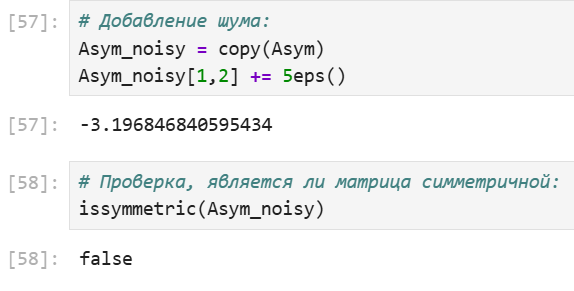 [57]: # Добавление шума:
Asym_noisy = copy(Asym)
Asym_noisy[1,2] += 5eps()
[57]: -3.196846840595434
[58]: # Проверка, является ли матрица симметричной:
issymmetric(Asym_noisy)
[58]: false